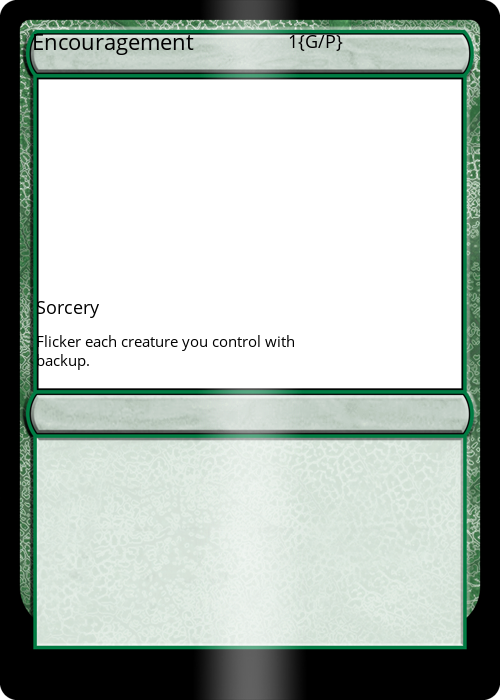 Encouragement 1{G/P}
Sorcery
Flicker each creature you control with
backup.